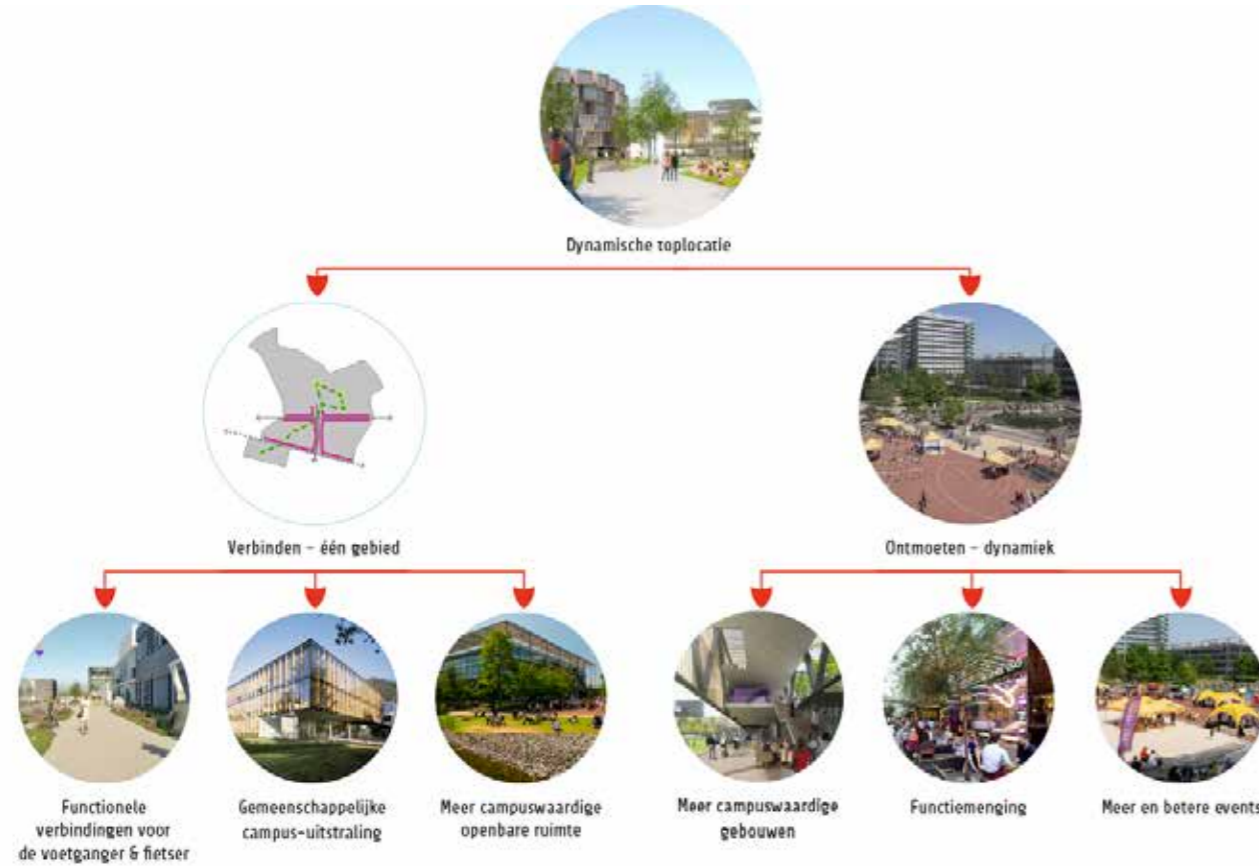 Dynamische toplocatie
Verbinden – één gebied
Ontmoeten – dynamiek
Functionele
verbindingen voor
de voetganger & fietser
Gemeenschappelijke
campus-uitstraling
Meer campuswaardige
openbare ruimte
Meer campuswaardige
gebouwen
Functiemenging
Meer en betere events